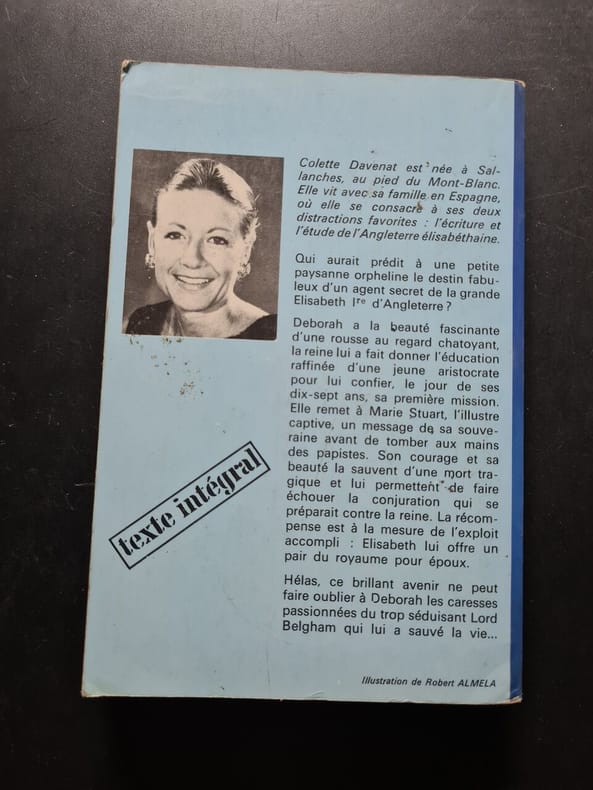 Colette Davenat est née à Sal-
lanches, au pied du Mont-Blanc.
Elle vit avec sa famille en Espagne,
où elle se consacre à ses deux
distractions favorites : l'écriture et
l'étude de l'Angleterre élisabéthaine.
Qui aurait prédit à une petite
paysanne orpheline le destin fabu-
leux d'un agent secret de la grande
Elisabeth Ire d'Angleterre ?
Deborah a la beauté fascinante
d'une rousse au regard chatoyant,
la reine lui a fait donner l'éducation
raffinée d'une jeune aristocrate
pour lui confier, le jour de ses
dix-sept ans, sa première mission.
Elle remet à Marie Stuart, l'illustre
captive, un message de sa souve-
raine avant de tomber aux mains
des papistes. Son courage et sa
beauté la sauvent d'une mort tra-
gique et lui permettent de faire
échouer la conjuration qui se
préparait contre la reine. La récom-
pense est à la mesure de l'exploit
accompli : Elisabeth lui offre un
pair du royaume pour époux.
Hélas, ce brillant avenir ne peut
faire oublier à Deborah les caresses
passionnées du trop séduisant Lord
Belgham qui lui a sauvé la vie...
texte intégral
Illustration de Robert ALMELA